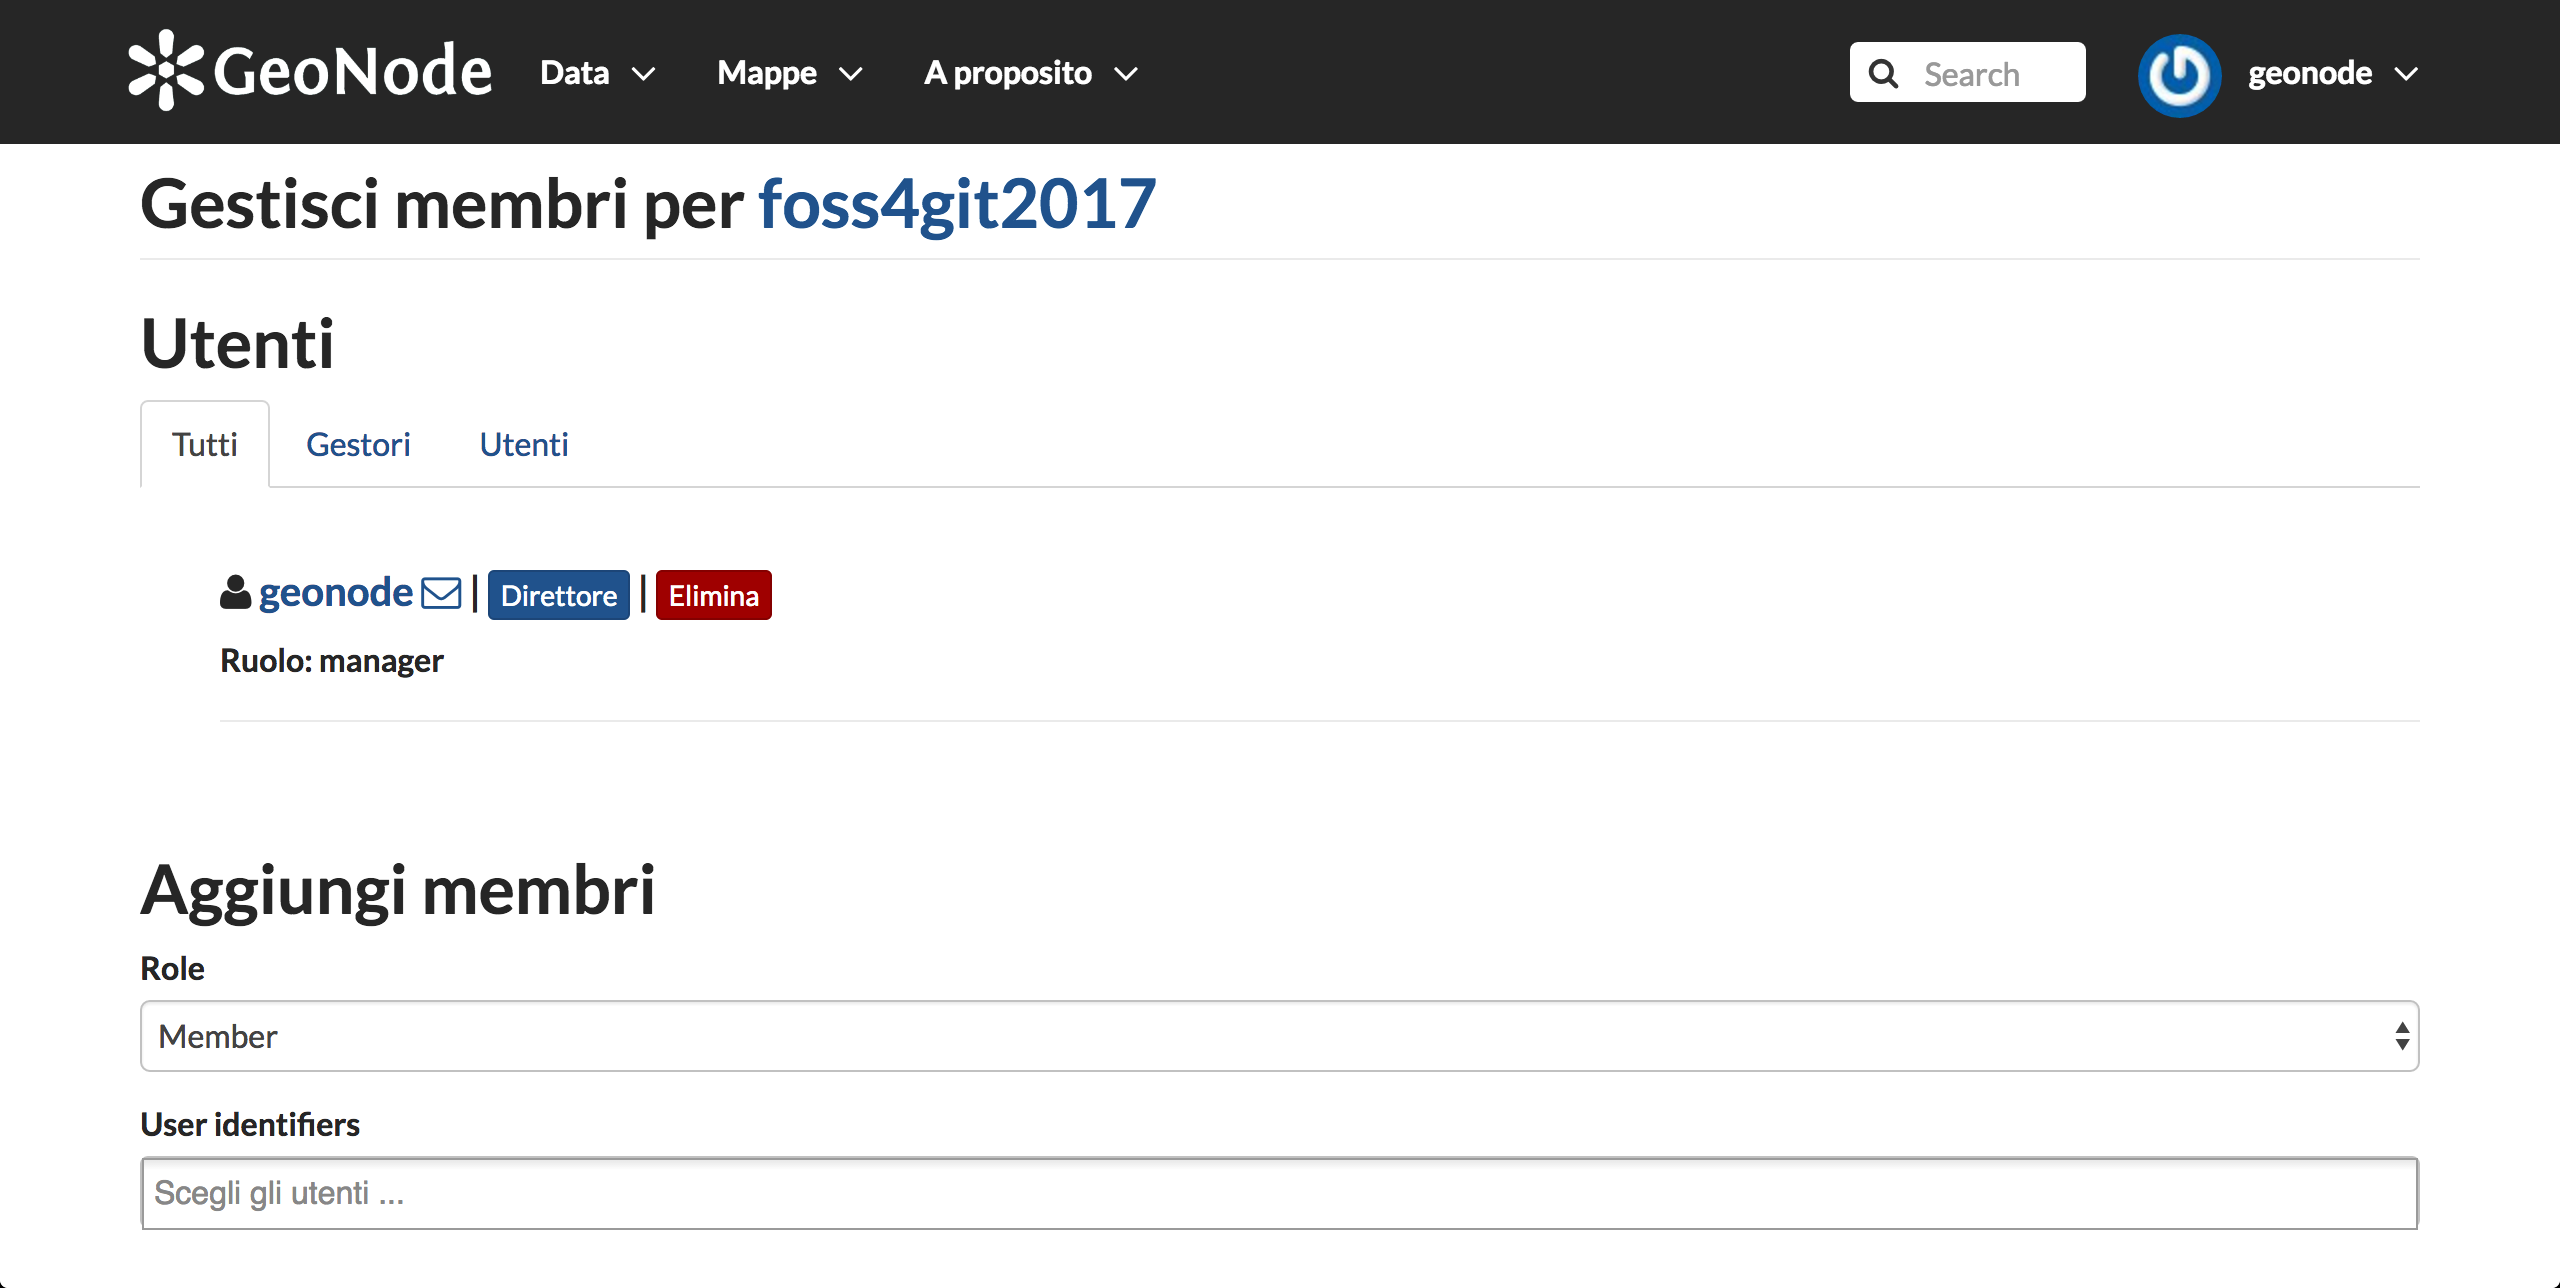 GeoNode Data Mappe A proposito Search geonode
Gestisci membri per foss4git2017
Utenti
Tutti Gestori Utenti
geonode | Direttore | Elimina
Ruolo: manager
Aggiungi membri
Role
Member
User identifiers
Scegli gli utenti ...